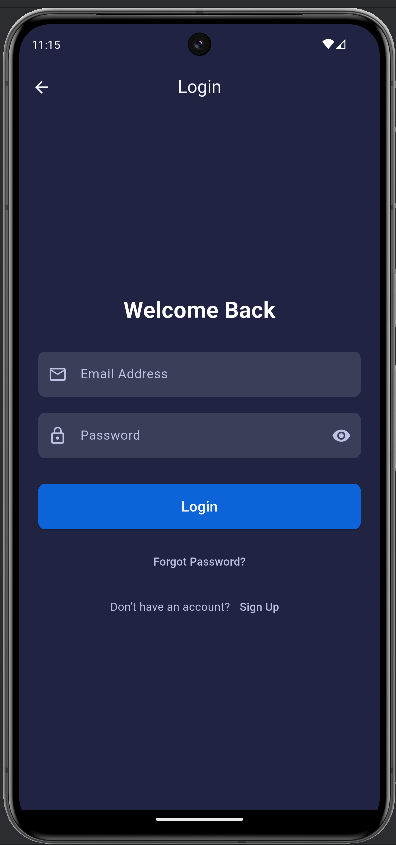 11:15
Login
Welcome Back
Email Address
Password
Login
Forgot Password?
Don't have an account? Sign Up